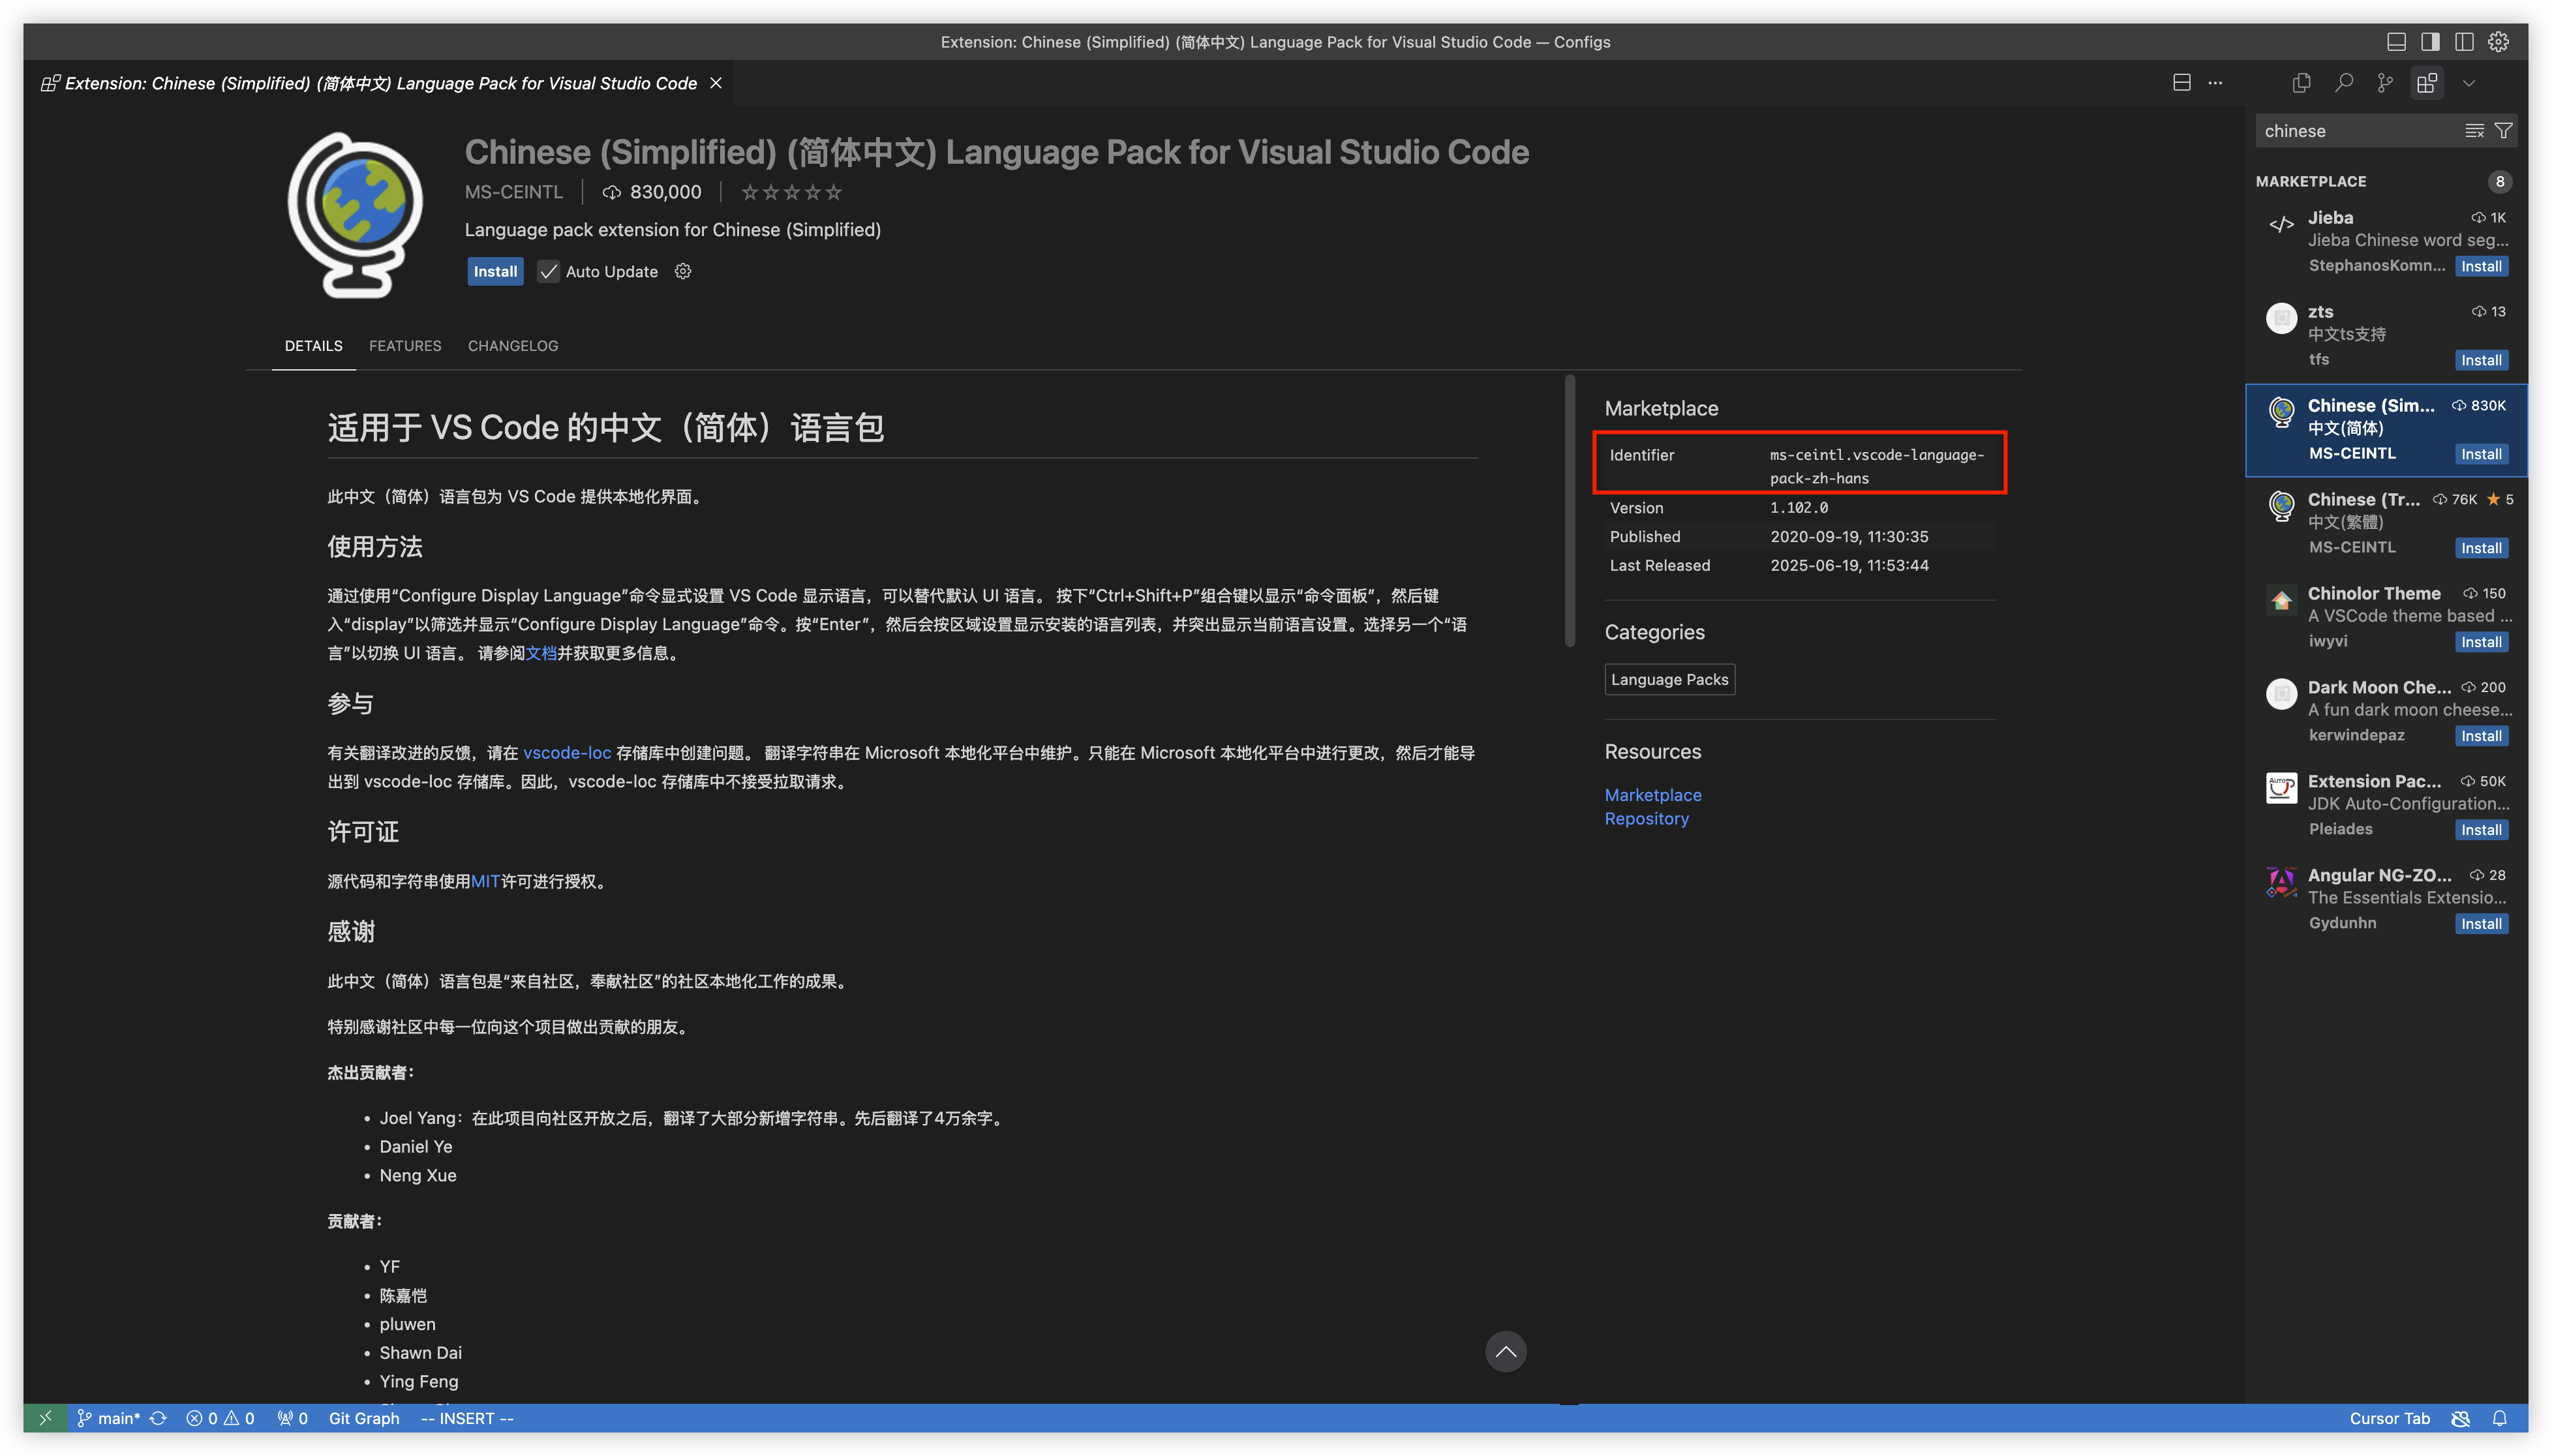 Extension: Chinese (Simplified) (简体中文) Language Pack for Visual Studio Code — Configs
Extension: Chinese (Simplified) (简体中文) Language Pack for Visual Studio Code
Chinese (Simplified) (简体中文) Language Pack for Visual Studio Code
MS-CEINTL 830,000
Language pack extension for Chinese (Simplified)
Install Auto Update
DETAILS FEATURES CHANGELOG
适用于 VS Code 的中文（简体）语言包
此中文（简体）语言包为 VS Code 提供本地化界面。
使用方法
通过使用“Configure Display Language”命令显式设置 VS Code 显示语言，可以替代默认 UI 语言。 按下“Ctrl+Shift+P”组合键以显示“命令面板”，然后键
入“display”以筛选并显示“Configure Display Language”命令。按“Enter”，然后会按区域设置显示安装的语言列表，并突出显示当前语言设置。选择另一个“语
言”以切换 UI 语言。 请参阅文档并获取更多信息。
参与
有关翻译改进的反馈，请在 vscode-loc 存储库中创建问题。 翻译字符串在 Microsoft 本地化平台中维护。只能在 Microsoft 本地化平台中进行更改，然后才能导
出到 vscode-loc 存储库。因此，vscode-loc 存储库中不接受拉取请求。
许可证
源代码和字符串使用MIT许可进行授权。
感谢
此中文（简体）语言包是“来自社区，奉献社区”的社区本地化工作的成果。
特别感谢社区中每一位向这个项目做出贡献的朋友。
杰出贡献者：
• Joel Yang：在此项目向社区开放之后，翻译了大部分新增字符串。先后翻译了4万余字。
• Daniel Ye
• Neng Xue
贡献者：
• YF
• 陈嘉恺
• pluwen
• Shawn Dai
• Ying Feng
Marketplace
Identifier ms-ceintl.vscode-language-
pack-zh-hans
Version 1.102.0
Published 2020-09-19, 11:30:35
Last Released 2025-06-19, 11:53:44
Categories
Language Packs
Resources
Marketplace
Repository
chinese
MARKETPLACE 8
Jieba 1K
Jieba Chinese word seg...
StephanosKomn... Install
zts 13
中文ts支持
tfs Install
Chinese (Sim... 830K
中文(简体)
MS-CEINTL Install
Chinese (Tr... 76K ★ 5
中文(繁體)
MS-CEINTL Install
Chinolor Theme 150
A VSCode theme based ...
iwyvi Install
Dark Moon Che... 200
A fun dark moon cheese...
kerwindepaz Install
Extension Pac... 50K
JDK Auto-Configuration...
Pleiades Install
Angular NG-ZO... 28
The Essentials Extensio...
Gydunhn Install
main* 0 0 0 Git Graph -- INSERT -- Cursor Tab